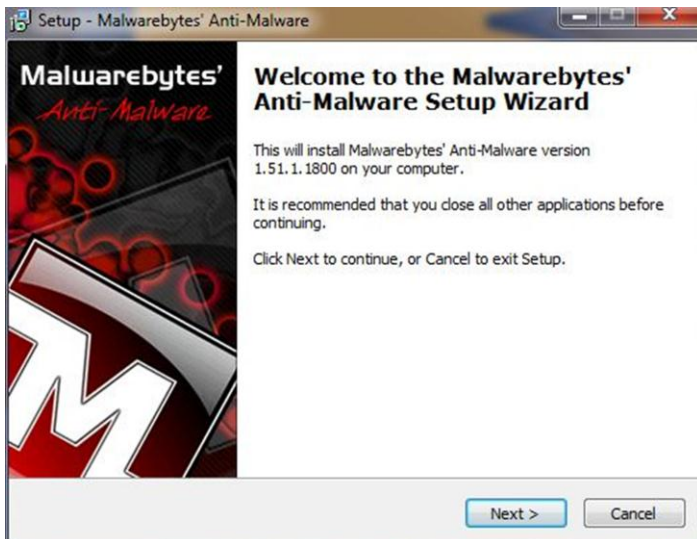 Setup - Malwarebytes' Anti-Malware
Malwarebytes'
Anti-Malware
Welcome to the Malwarebytes'
Anti-Malware Setup Wizard
This will install Malwarebytes' Anti-Malware version
1.51.1.1800 on your computer.
It is recommended that you close all other applications before
continuing.
Click Next to continue, or Cancel to exit Setup.
M
Next >
Cancel